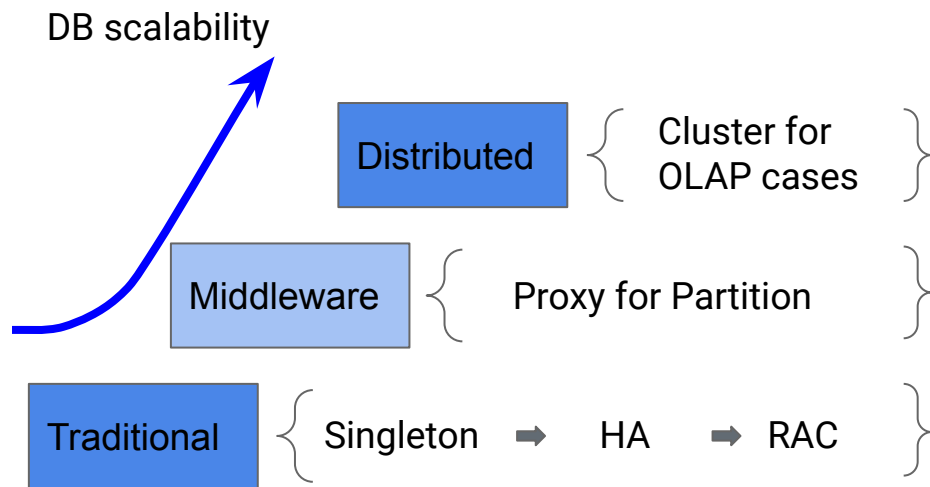 DB scalability
Distributed
Cluster for
OLAP cases
Middleware
Proxy for Partition
Traditional
Singleton
HA
RAC